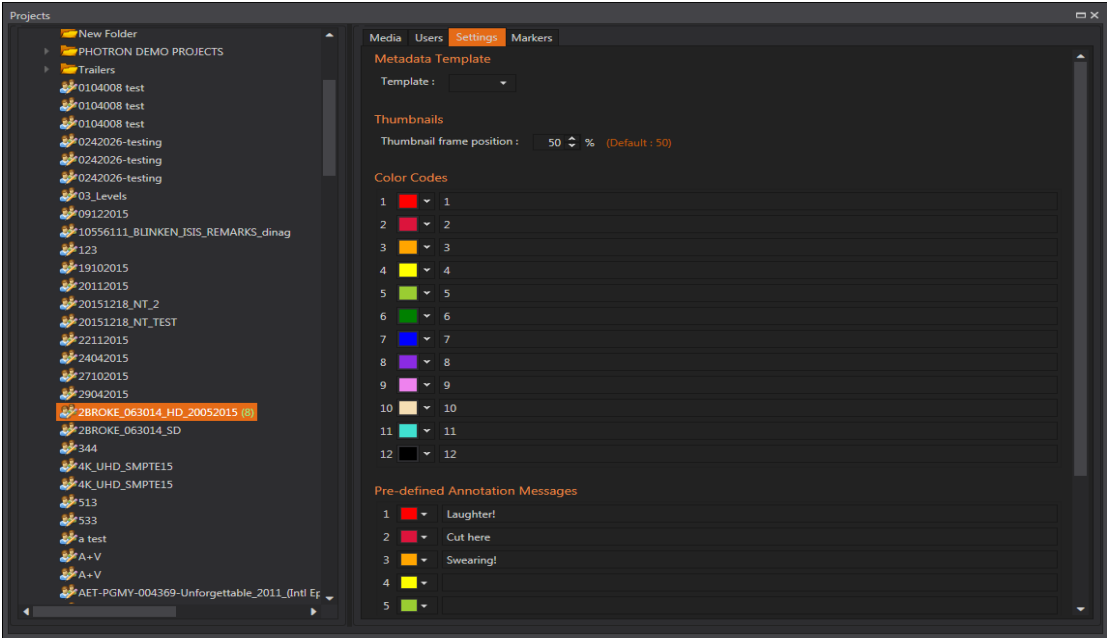 Projects
New Folder
PHOTRON DEMO PROJECTS
Trailers
0104008 test
0104008 test
0104008 test
0242026-testing
0242026-testing
0242026-testing
03_Levels
09122015
10556111_BLINKEN_ISIS_REMARKS_dinag
123
19102015
20112015
20151218_NT_2
20151218_NT_TEST
22112015
24042015
27102015
29042015
2BROKE_063014_HD_20052015 (8)
2BROKE_063014_SD
344
4K_UHD_SMPTE15
4K_UHD_SMPTE15
513
533
a test
A+V
A+V
AET-PGMY-004369-Unforgettable_2011_(Intl Ep
Media Users Settings Markers
Metadata Template
Template :
Thumbnails
Thumbnail frame position : 50 % (Default : 50)
Color Codes
1 1
2 2
3 3
4 4
5 5
6 6
7 7
8 8
9 9
10 10
11 11
12 12
Pre-defined Annotation Messages
1 Laughter!
2 Cut here
3 Swearing!
4
5